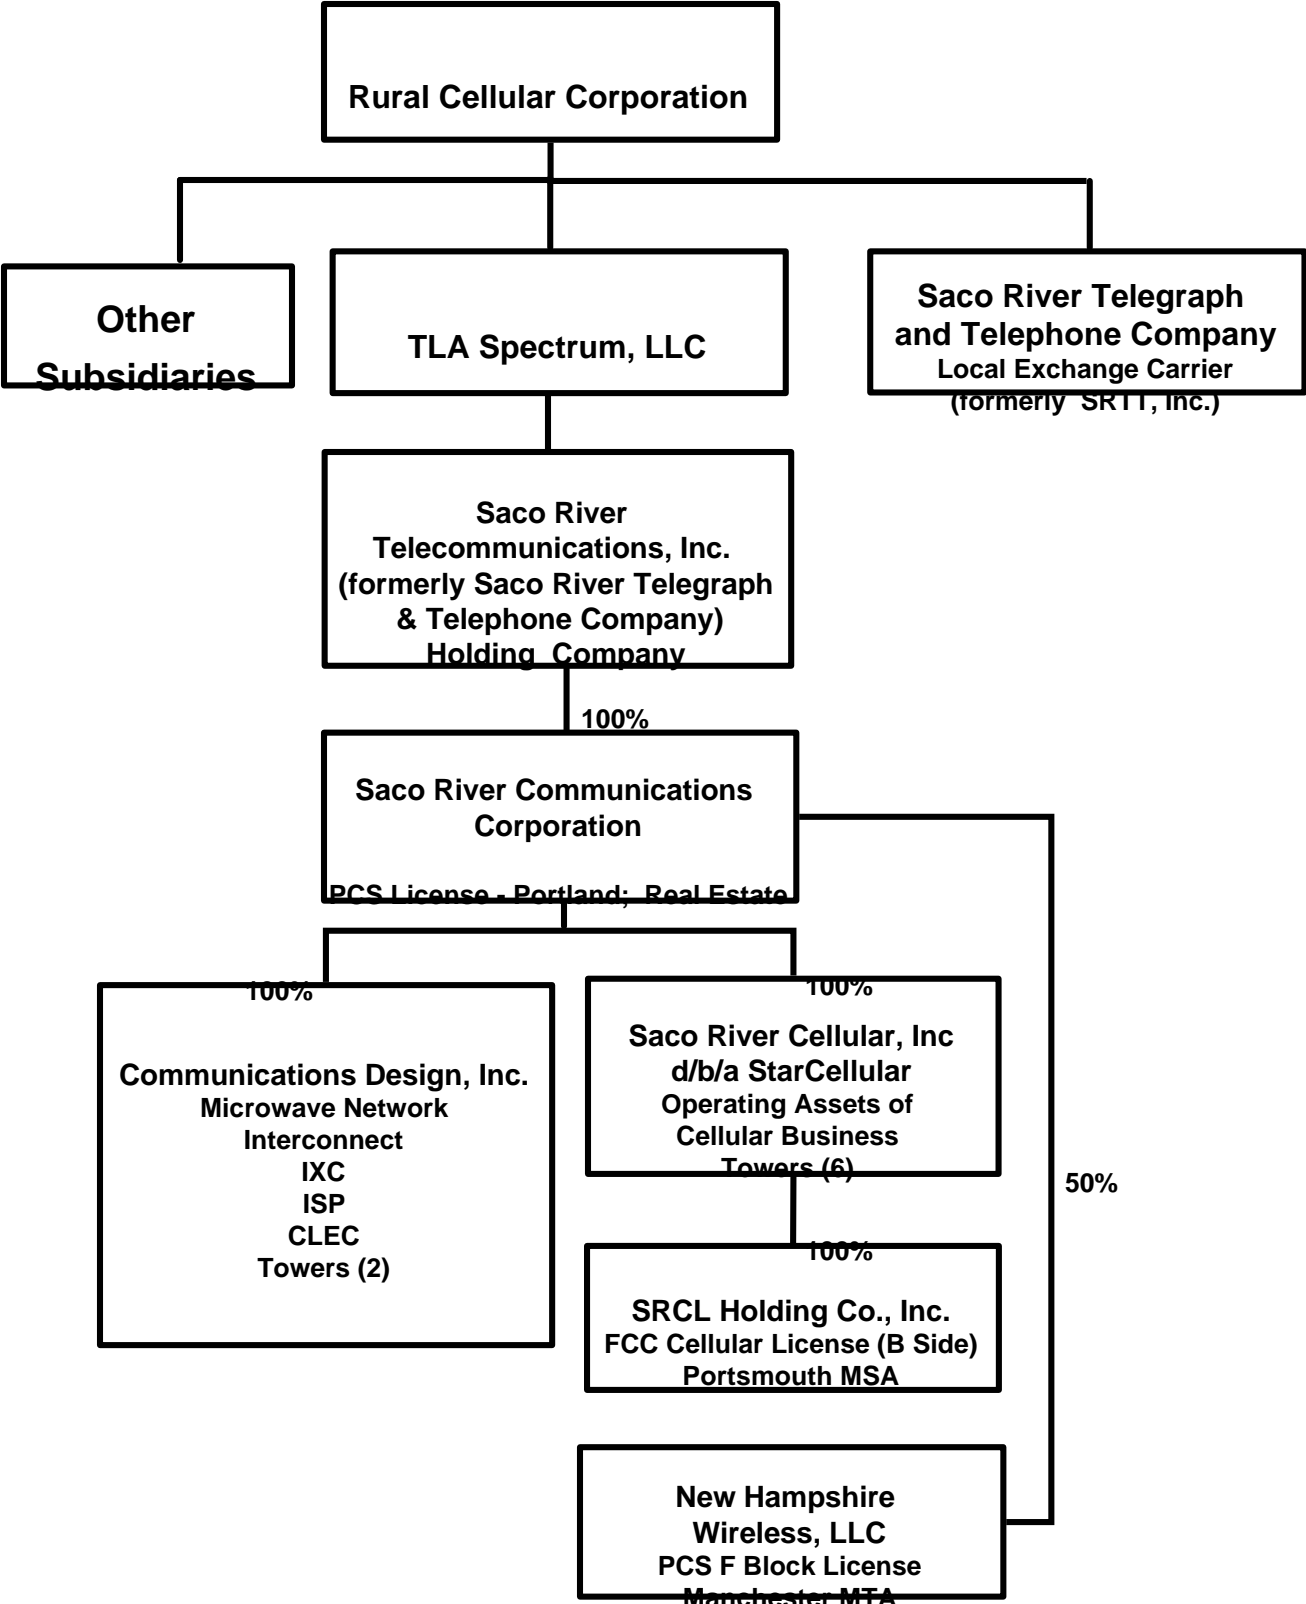 Rural Cellular Corporation
Other
Subsidiaries
TLA Spectrum, LLC
Saco River Telegraph
and Telephone Company
Local Exchange Carrier
(formerly SRTT, Inc.)
Saco River
Telecommunications, Inc.
(formerly Saco River Telegraph
& Telephone Company)
Holding Company
100%
Saco River Communications
Corporation
PCS License - Portland; Real Estate
100%
Communications Design, Inc.
Microwave Network
Interconnect
IXC
ISP
CLEC
Towers (2)
100%
Saco River Cellular, Inc
d/b/a StarCellular
Operating Assets of
Cellular Business
Towers (6)
50%
100%
SRCL Holding Co., Inc.
FCC Cellular License (B Side)
Portsmouth MSA
New Hampshire
Wireless, LLC
PCS F Block License
Manchester MTA